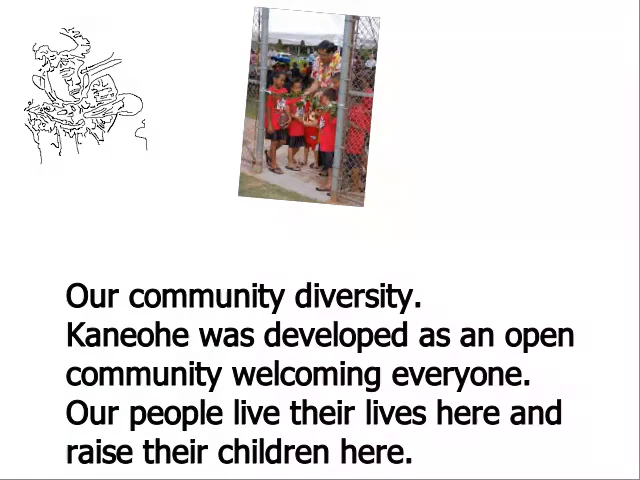 Our community diversity.
Kaneohe was developed as an open
community welcoming everyone.
Our people live their lives here and
raise their children here.